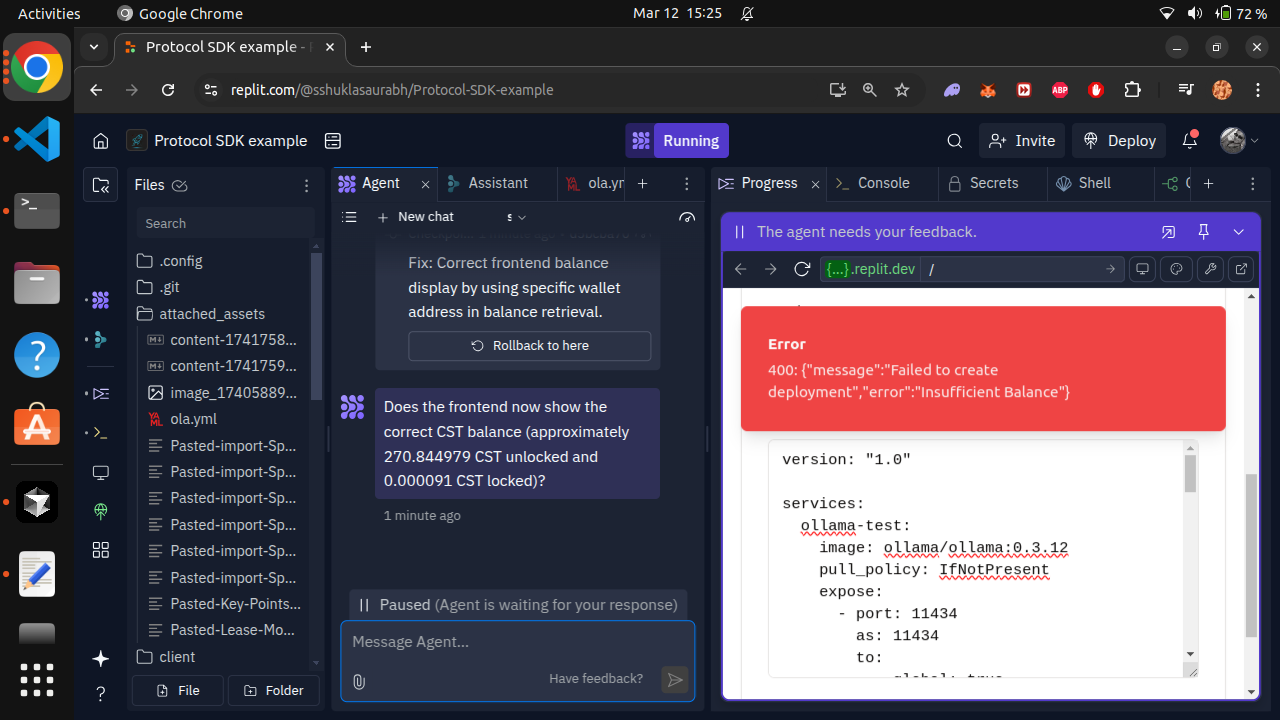 Activities
Google Chrome
Mar 12 15:25
72 %
Protocol SDK example -
replit.com/@sshuklasaurabh/Protocol-SDK-example
ABP
Protocol SDK example
Running
Invite
Deploy
Files
Search
.config
.git
attached_assets
content-1741758...
content-1741759...
image_17405889...
ola.yml
Pasted-import-Sp...
Pasted-import-Sp...
Pasted-import-Sp...
Pasted-import-Sp...
Pasted-import-Sp...
Pasted-import-Sp...
Pasted-Key-Points...
Pasted-Lease-Mo...
client
File
Folder
Agent
Assistant
ola.yr
New chat
s
Fix: Correct frontend balance
display by using specific wallet
address in balance retrieval.
Rollback to here
Does the frontend now show the
correct CST balance (approximately
270.844979 CST unlocked and
0.000091 CST locked)?
1 minute ago
Paused (Agent is waiting for your response)
Message Agent...
Have feedback?
Progress
Console
Secrets
Shell
The agent needs your feedback.
{...}.replit.dev
/
Error
400: {"message":"Failed to create
deployment","error":"Insufficient Balance"}
version: "1.0"
services:
ollama-test:
image: ollama/ollama:0.3.12
pull_policy: IfNotPresent
expose:
- port: 11434
as: 11434
to: